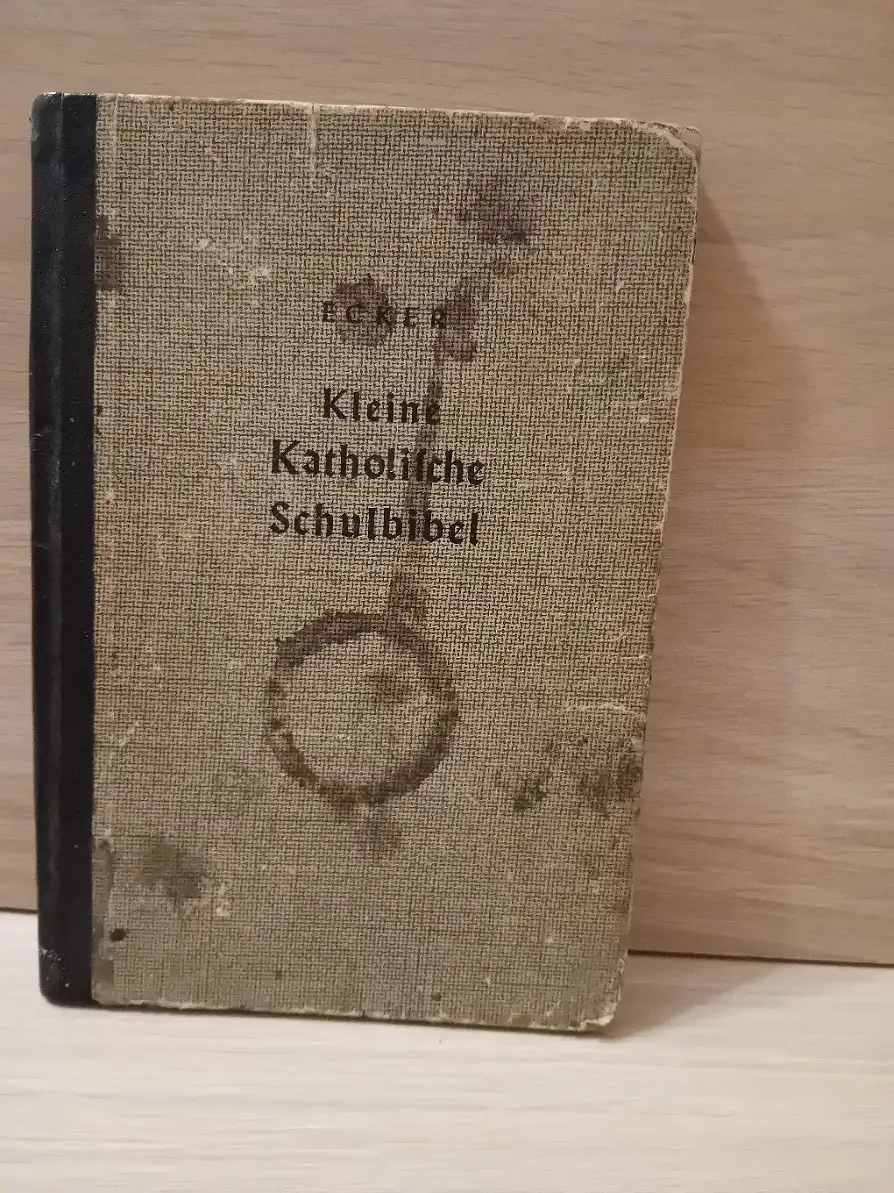 ECKER
Kleine
Katholiſche
Schulbibel